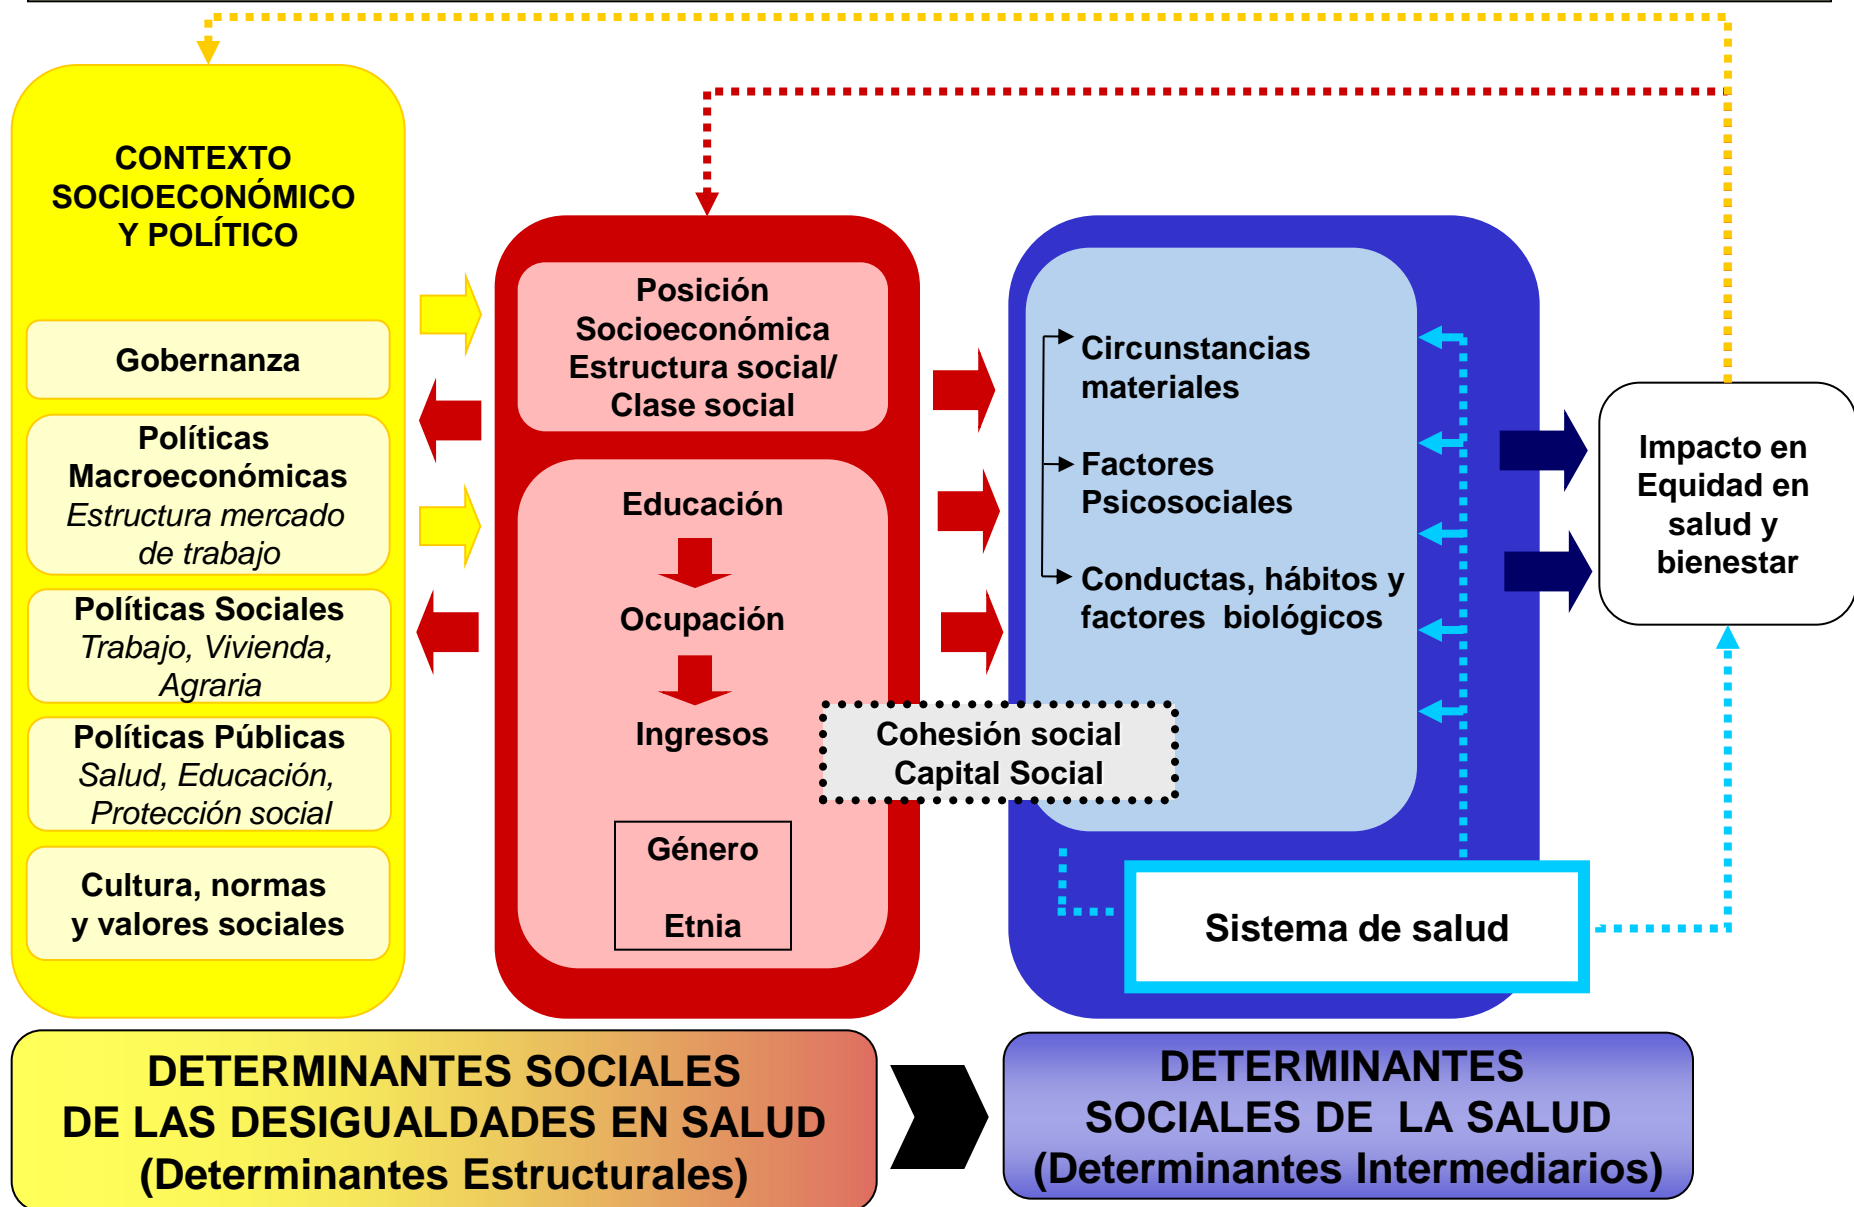 CONTEXTO
SOCIOECONÓMICO
Y POLÍTICO
Gobernanza
Políticas
Macroeconómicas
Estructura mercado
de trabajo
Políticas Sociales
Trabajo, Vivienda,
Agraria
Políticas Públicas
Salud, Educación,
Protección social
Cultura, normas
y valores sociales
Posición
Socioeconómica
Estructura social/
Clase social
Educación
Ocupación
Ingresos
Género
Etnia
Cohesión social
Capital Social
Circunstancias
materiales
Factores
Psicosociales
Conductas, hábitos y
factores biológicos
Sistema de salud
Impacto en
Equidad en
salud y
bienestar
DETERMINANTES SOCIALES
DE LAS DESIGUALDADES EN SALUD
(Determinantes Estructurales)
DETERMINANTES
SOCIALES DE LA SALUD
(Determinantes Intermediarios)